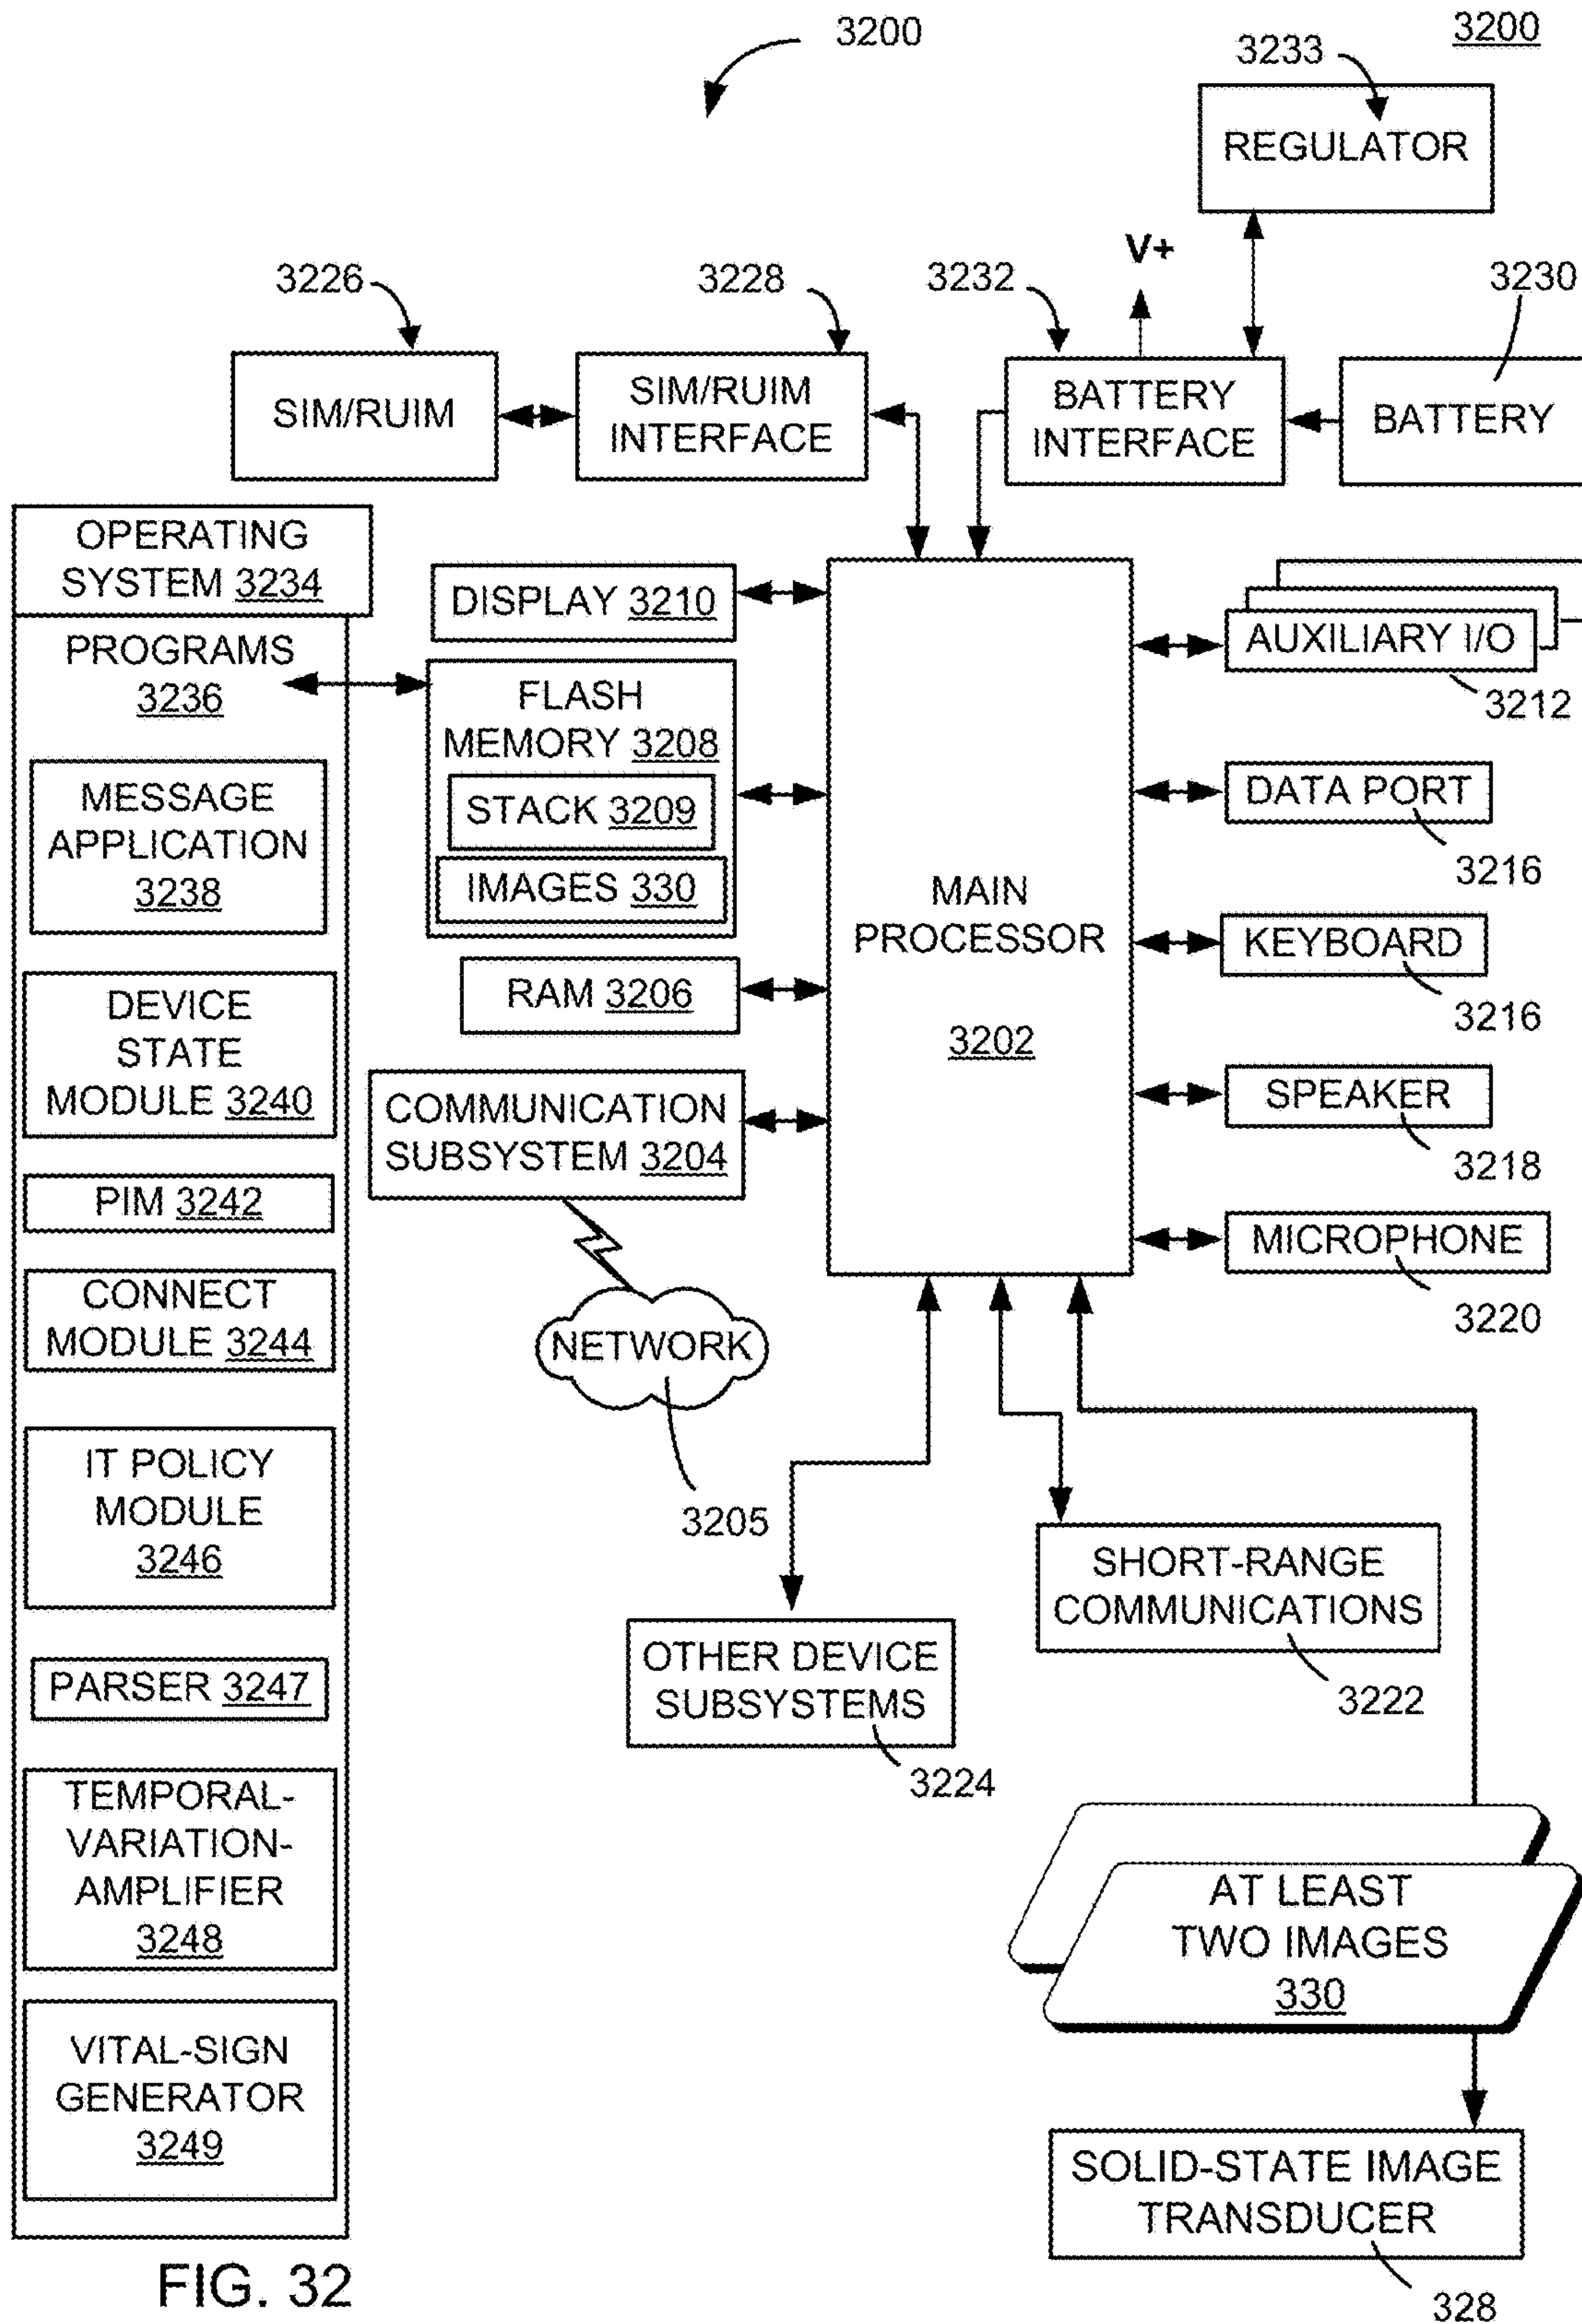 3200
3200
3233
REGULATOR
V+
3226
3228
3232
3230
SIM/RUIM
SIM/RUIM
INTERFACE
BATTERY
INTERFACE
BATTERY
OPERATING
SYSTEM 3234
PROGRAMS
3236
MESSAGE
APPLICATION
3238
DEVICE
STATE
MODULE 3240
PIM 3242
CONNECT
MODULE 3244
IT POLICY
MODULE
3246
PARSER 3247
TEMPORAL-
VARIATION-
AMPLIFIER
3248
VITAL-SIGN
GENERATOR
3249
DISPLAY 3210
FLASH
MEMORY 3208
STACK 3209
IMAGES 330
RAM 3206
COMMUNICATION
SUBSYSTEM 3204
NETWORK
3205
MAIN
PROCESSOR
3202
AUXILIARY I/O
3212
DATA PORT
3216
KEYBOARD
3216
SPEAKER
3218
MICROPHONE
3220
OTHER DEVICE
SUBSYSTEMS
3224
SHORT-RANGE
COMMUNICATIONS
3222
AT LEAST
TWO IMAGES
330
SOLID-STATE IMAGE
TRANSDUCER
328
FIG. 32